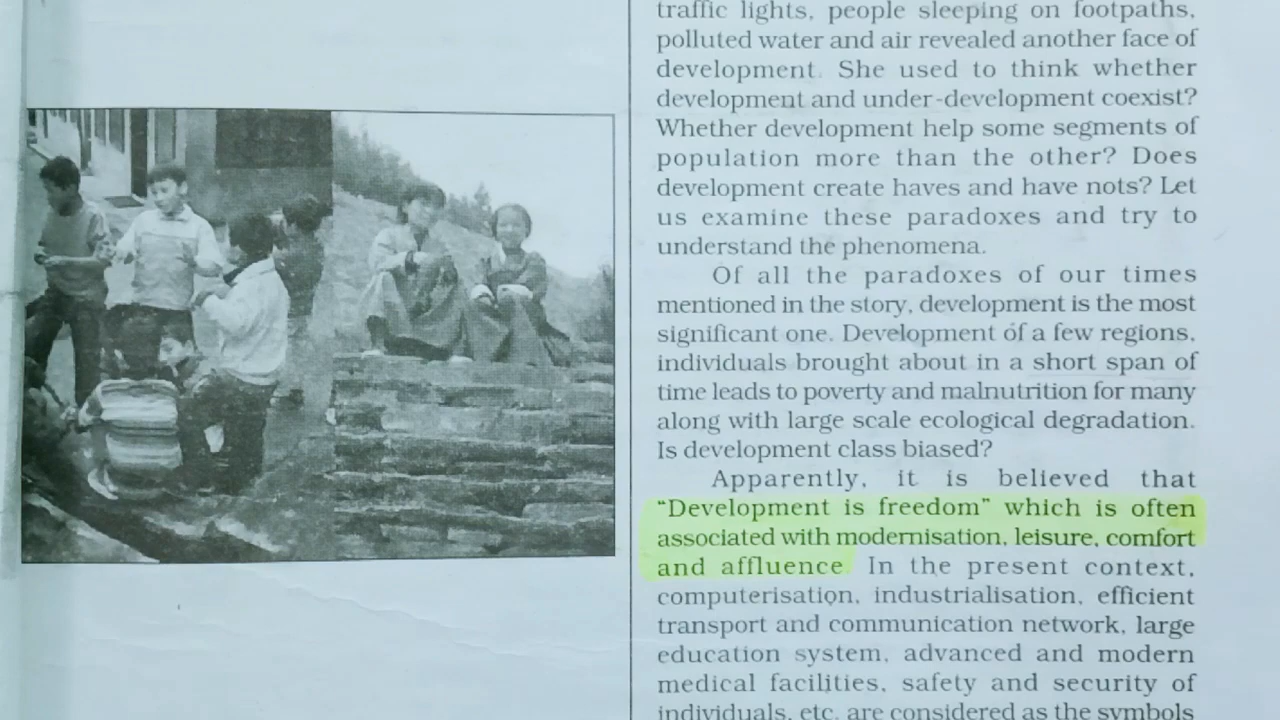 traffic lights, people sleeping on footpaths,
polluted water and air revealed another face of
development. She used to think whether
development and under-development coexist?
Whether development help some segments of
population more than the other? Does
development create haves and have nots? Let
us examine these paradoxes and try to
understand the phenomena.
Of all the paradoxes of our times
mentioned in the story, development is the most
significant one. Development of a few regions,
individuals brought about in a short span of
time leads to poverty and malnutrition for many
along with large scale ecological degradation.
Is development class biased?
Apparently, it is believed that
“Development is freedom” which is often
associated with modernisation, leisure, comfort
and affluence. In the present context,
computerisation, industrialisation, efficient
transport and communication network, large
education system, advanced and modern
medical facilities, safety and security of
individuals, etc. are considered as the symbols